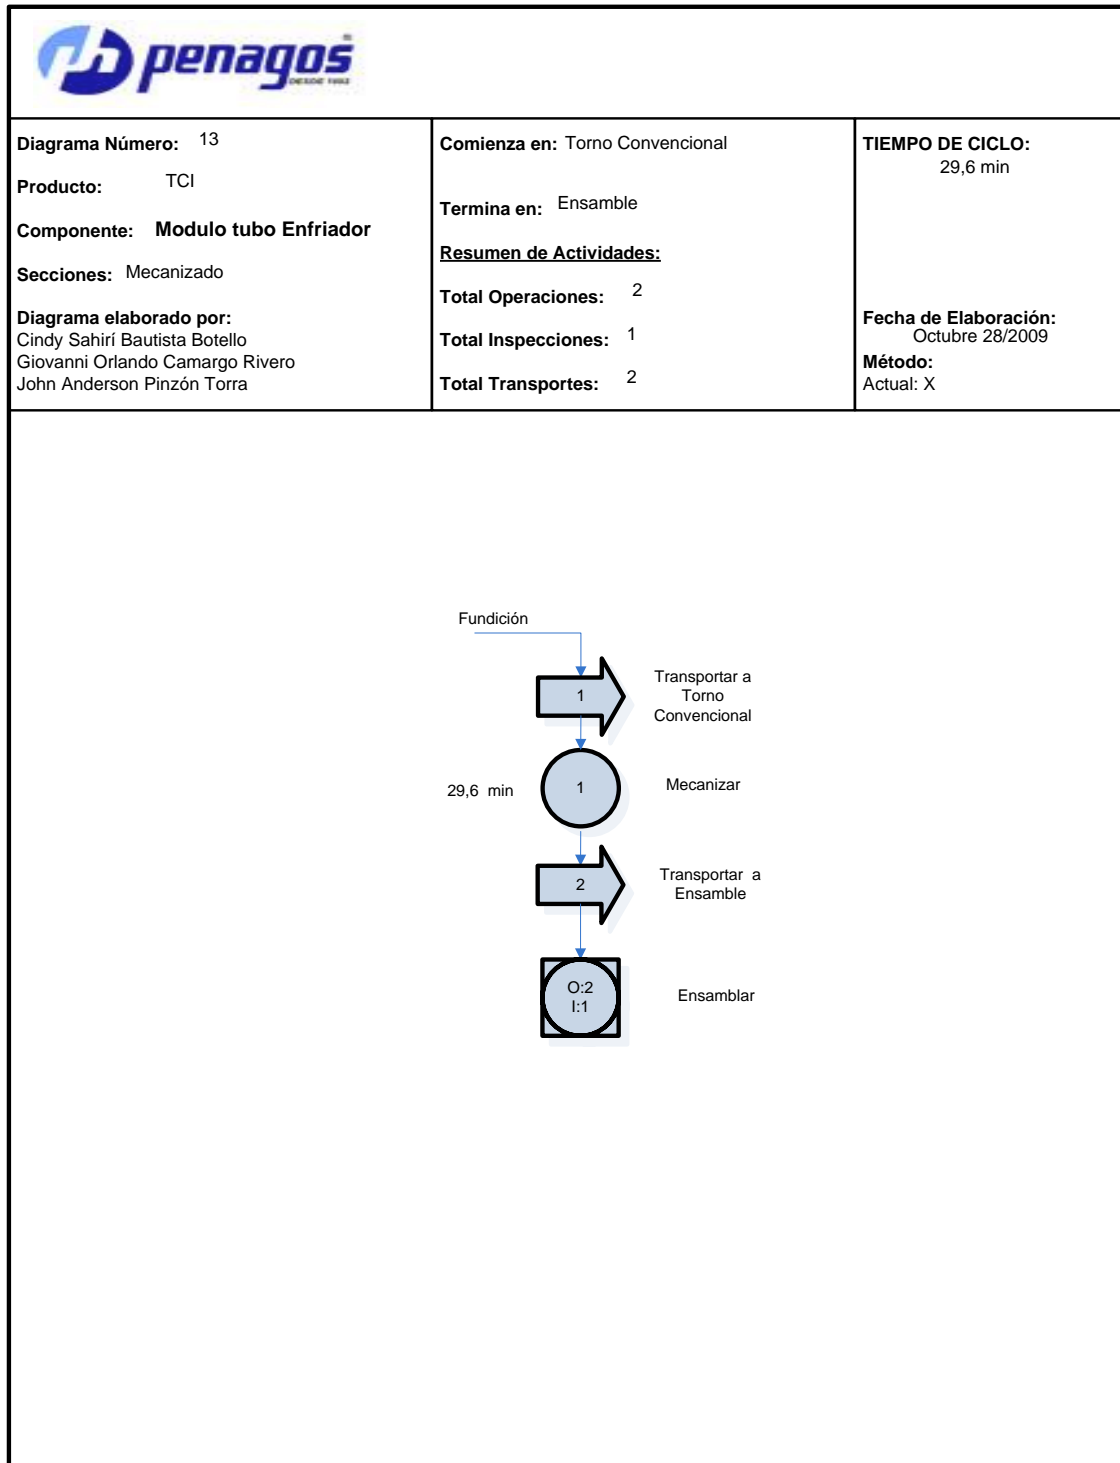 penagos
Diagrama Número: 13
Producto: TCI
Componente: Modulo tubo Enfriador
Secciones: Mecanizado
Diagrama elaborado por:
Cindy Sahirí Bautista Botello
Giovanni Orlando Camargo Rivero
John Anderson Pinzón Torra
Comienza en: Torno Convencional
Termina en: Ensamble
Resumen de Actividades:
Total Operaciones: 2
Total Inspecciones: 1
Total Transportes: 2
TIEMPO DE CICLO:
29,6 min
Fecha de Elaboración:
Octubre 28/2009
Método:
Actual: X
Fundición
1
Transportar a
Torno
Convencional
29,6 min
1
Mecanizar
2
Transportar a
Ensamble
O:2
I:1
Ensamblar